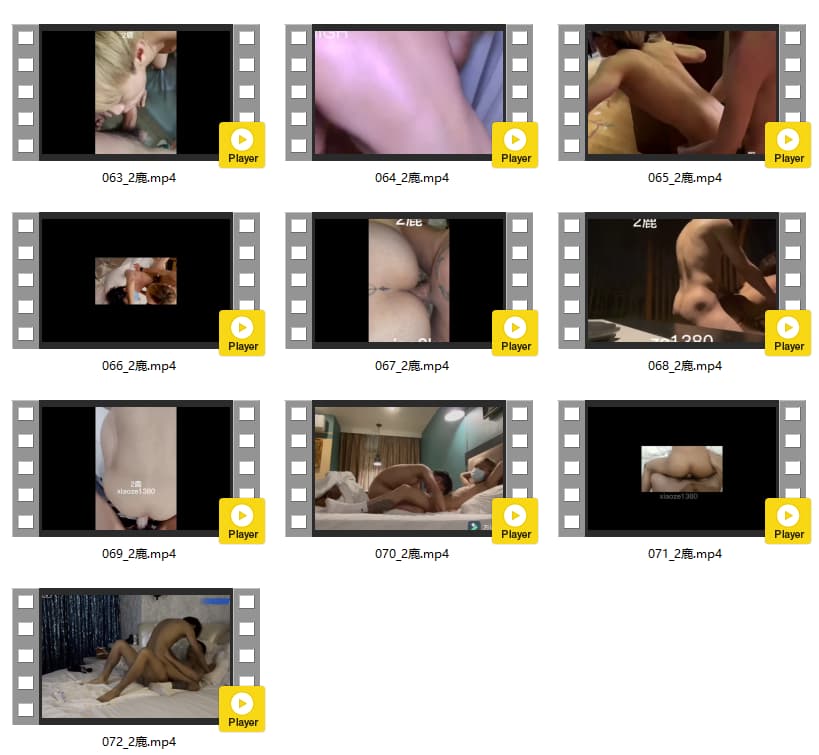 2鹿
Player
Player
Player
063_2鹿.mp4
064_2鹿.mp4
065_2鹿.mp4
2鹿
2鹿
Player
Player
Player
066_2鹿.mp4
067_2鹿.mp4
068_2鹿.mp4
2鹿
xiaoze1380
xiaoze1380
Player
Player
Player
069_2鹿.mp4
070_2鹿.mp4
071_2鹿.mp4
Player
072_2鹿.mp4